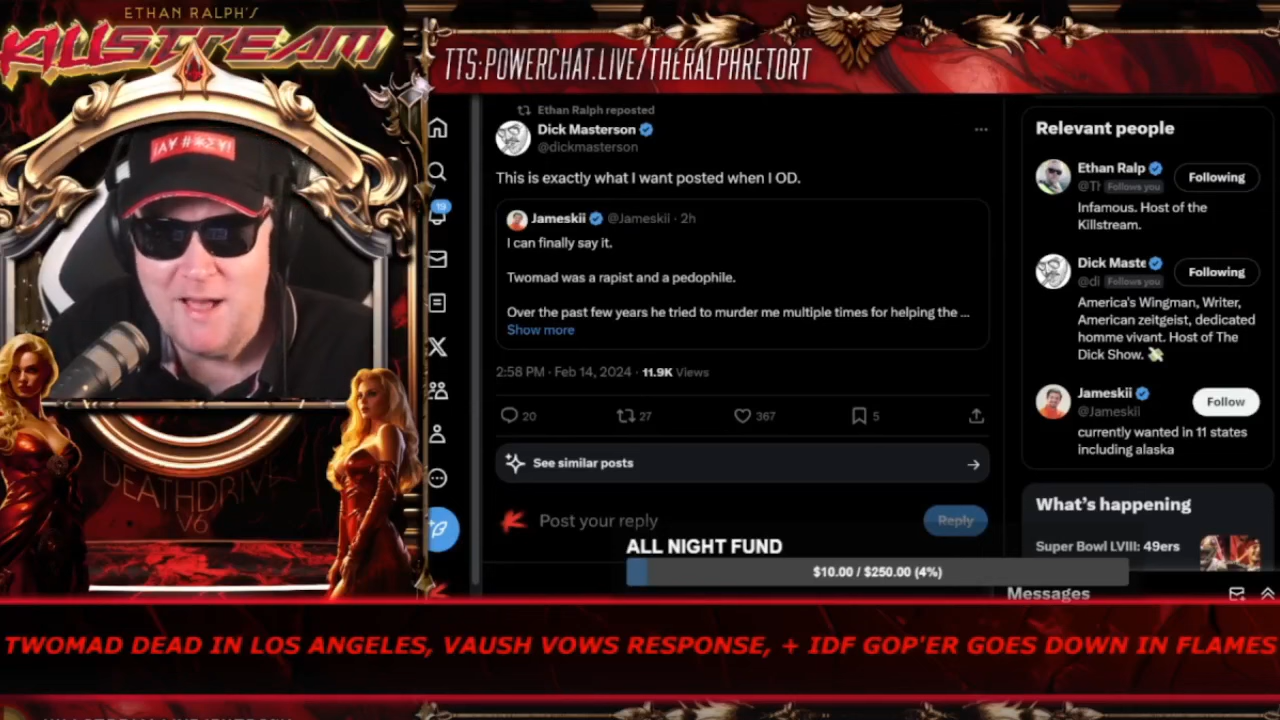 ETHAN RALPH'S
KILLSTREAM
TTS:POWERCHAT.LIVE/THERALPHRETORT
Ethan Ralph reposted
Dick Masterson
@dickmasterson
This is exactly what I want posted when I OD.
Jameskii @Jameskii · 2h
I can finally say it.
Twomad was a rapist and a pedophile.
Over the past few years he tried to murder me multiple times for helping the ...
Show more
2:58 PM · Feb 14, 2024 · 11.9K Views
20 27 367 5
See similar posts
Post your reply
Reply
ALL NIGHT FUND
$10.00 / $250.00 (4%)
19
Relevant people
Ethan Ralp
@Tl Follows you
Following
Infamous. Host of the
Killstream.
Dick Maste
@di Follows you
Following
America's Wingman, Writer,
American zeitgeist, dedicated
homme vivant. Host of The
Dick Show.
Jameskii
@Jameskii
Follow
currently wanted in 11 states
including alaska
What's happening
Super Bowl LVIII: 49ers
Messages
DEATHDRIVE
V6
TWOMAD DEAD IN LOS ANGELES, VAUSH VOWS RESPONSE, + IDF GOP'ER GOES DOWN IN FLAMES